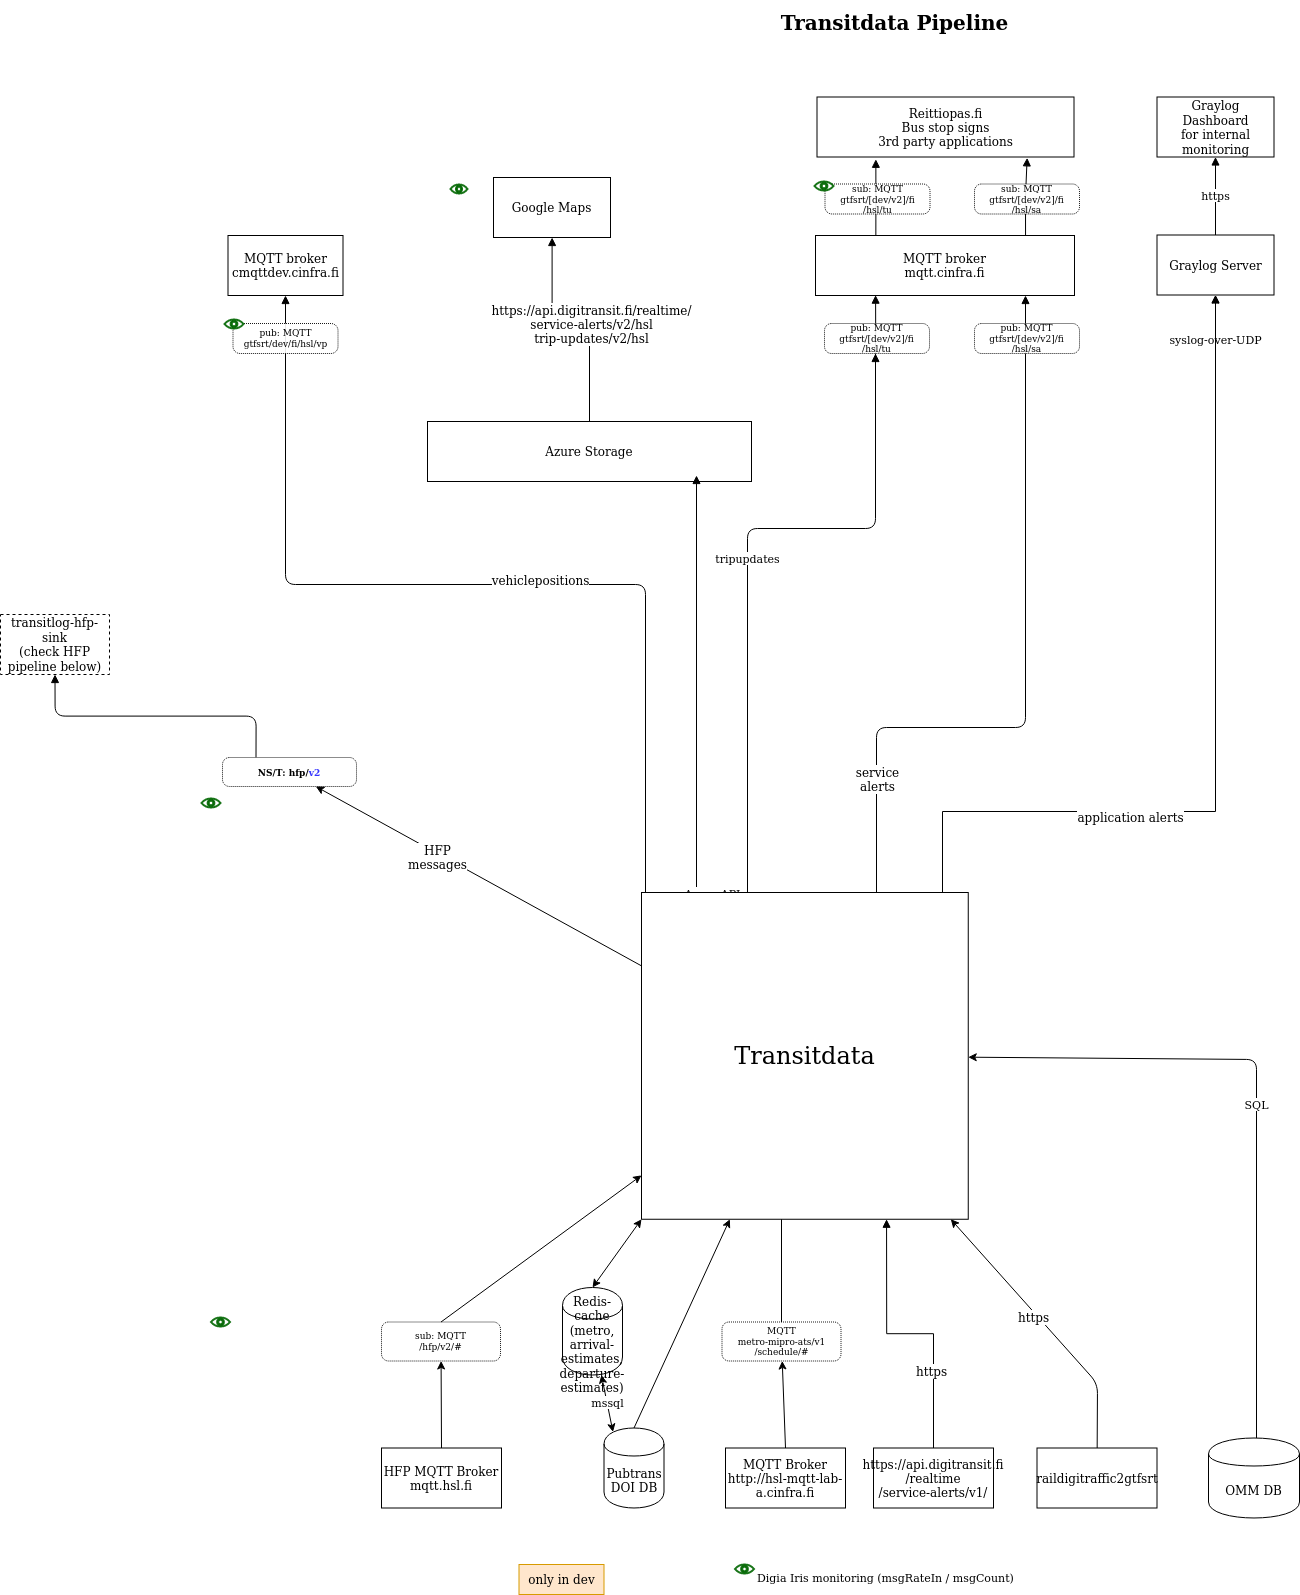 Transitdata Pipeline
Reittiopas.fi
Bus stop signs
3rd party applications
Graylog
Dashboard
for internal
monitoring
sub: MQTT
gtfsrt/[dev/v2]/fi
/hsl/tu
sub: MQTT
gtfsrt/[dev/v2]/fi
/hsl/sa
https
Google Maps
MQTT broker
cmqttdev.cinfra.fi
MQTT broker
mqtt.cinfra.fi
Graylog Server
https://api.digitransit.fi/realtime/
service-alerts/v2/hsl
trip-updates/v2/hsl
pub: MQTT
gtfsrt/dev/fi/hsl/vp
pub: MQTT
gtfsrt/[dev/v2]/fi
/hsl/tu
pub: MQTT
gtfsrt/[dev/v2]/fi
/hsl/sa
syslog-over-UDP
Azure Storage
tripupdates
vehiclepositions
transitlog-hfp-
sink
(check HFP
pipeline below)
NS/T: hfp/v2
service
alerts
application alerts
HFP
messages
Transitdata
SQL
Redis-
cache
(metro,
arrival-
estimates,
departure-
estimates)
mssql
sub: MQTT
/hfp/v2/#
MQTT
metro-mipro-ats/v1
/schedule/#
https
https
HFP MQTT Broker
mqtt.hsl.fi
Pubtrans
DOI DB
MQTT Broker
http://hsl-mqtt-lab-
a.cinfra.fi
https://api.digitransit.fi
/realtime
/service-alerts/v1/
raildigitraffic2gtfsrt
OMM DB
only in dev
Digia Iris monitoring (msgRateIn / msgCount)